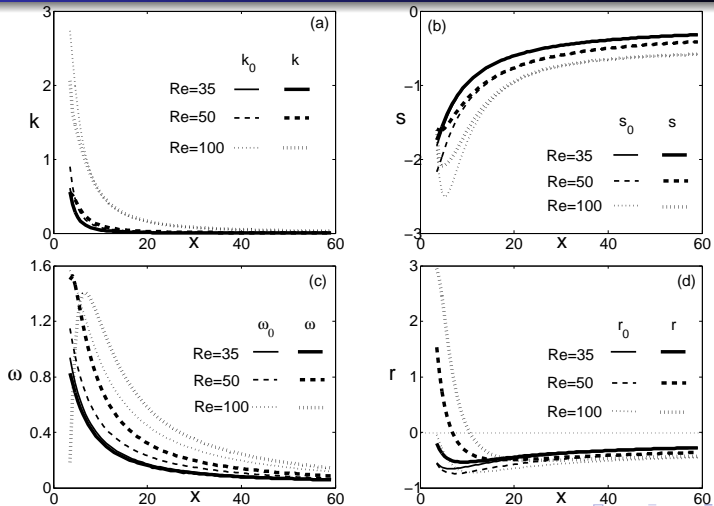 (a)
3
2
1
0
k
k0 k
Re=35
Re=50
Re=100
0 20 40 60
x
(b)
0
−1
−2
−3
s
s0 s
Re=35
Re=50
Re=100
0 20 40 60
x
(c)
1.6
1.2
0.8
0.4
0
ω
ω0 ω
Re=35
Re=50
Re=100
0 20 40 60
x
(d)
3
2
1
0
−1
r
r0 r
Re=35
Re=50
Re=100
0 20 40 60
x